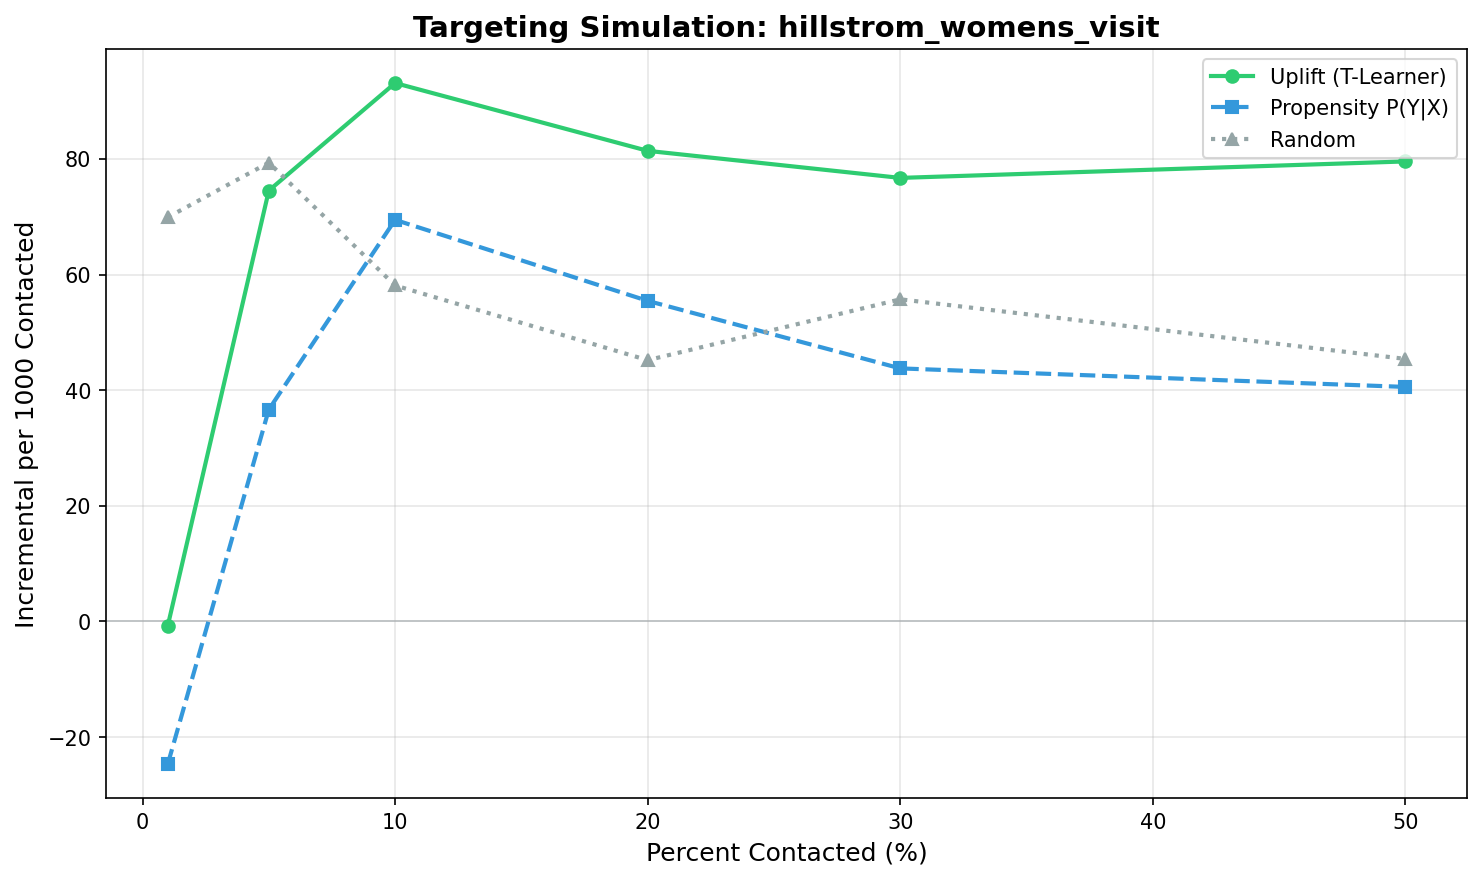 Targeting Simulation: hillstrom_womens_visit
Uplift (T-Learner)
Propensity P(Y|X)
Random
Incremental per 1000 Contacted
80
60
40
20
0
−20
0
10
20
30
40
50
Percent Contacted (%)